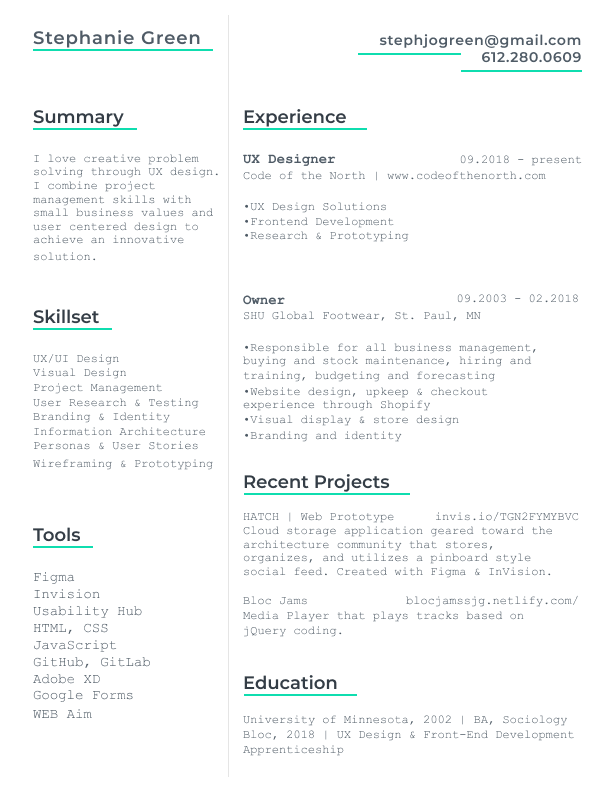 Stephanie Green
stephjogreen@gmail.com
612.280.0609
Summary
I love creative problem
solving through UX design.
I combine project
management skills with
small business values and
user centered design to
achieve an innovative
solution.
Skillset
UX/UI Design
Visual Design
Project Management
User Research & Testing
Branding & Identity
Information Architecture
Personas & User Stories
Wireframing & Prototyping
Tools
Figma
Invision
Usability Hub
HTML, CSS
JavaScript
GitHub, GitLab
Adobe XD
Google Forms
WEB Aim
Experience
UX Designer 09.2018 - present
Code of the North | www.codeofthenorth.com
•UX Design Solutions
•Frontend Development
•Research & Prototyping
Owner 09.2003 - 02.2018
SHU Global Footwear, St. Paul, MN
•Responsible for all business management,
buying and stock maintenance, hiring and
training, budgeting and forecasting
•Website design, upkeep & checkout
experience through Shopify
•Visual display & store design
•Branding and identity
Recent Projects
HATCH | Web Prototype invis.io/TGN2FYMYBVC
Cloud storage application geared toward the
architecture community that stores,
organizes, and utilizes a pinboard style
social feed. Created with Figma & InVision.
Bloc Jams blocjamssjg.netlify.com/
Media Player that plays tracks based on
jQuery coding.
Education
University of Minnesota, 2002 | BA, Sociology
Bloc, 2018 | UX Design & Front-End Development
Apprenticeship